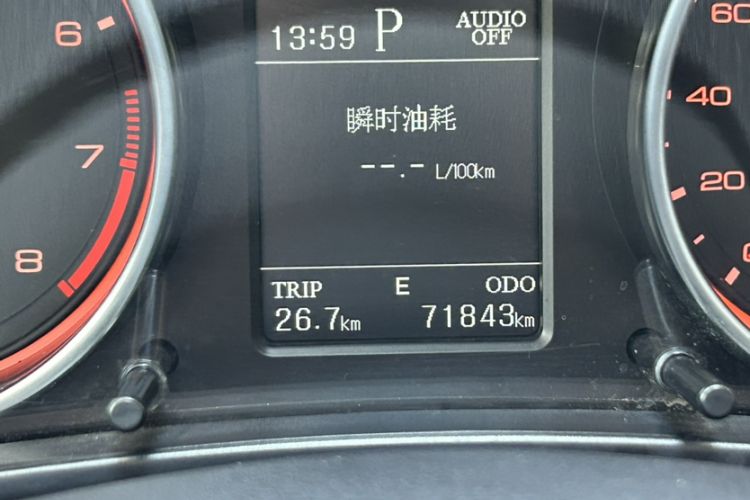 13:59 P AUDIO OFF
瞬时油耗
--.- L/100km
TRIP E ODO
26.7km 71843km
6
7
8
60
40
20
0